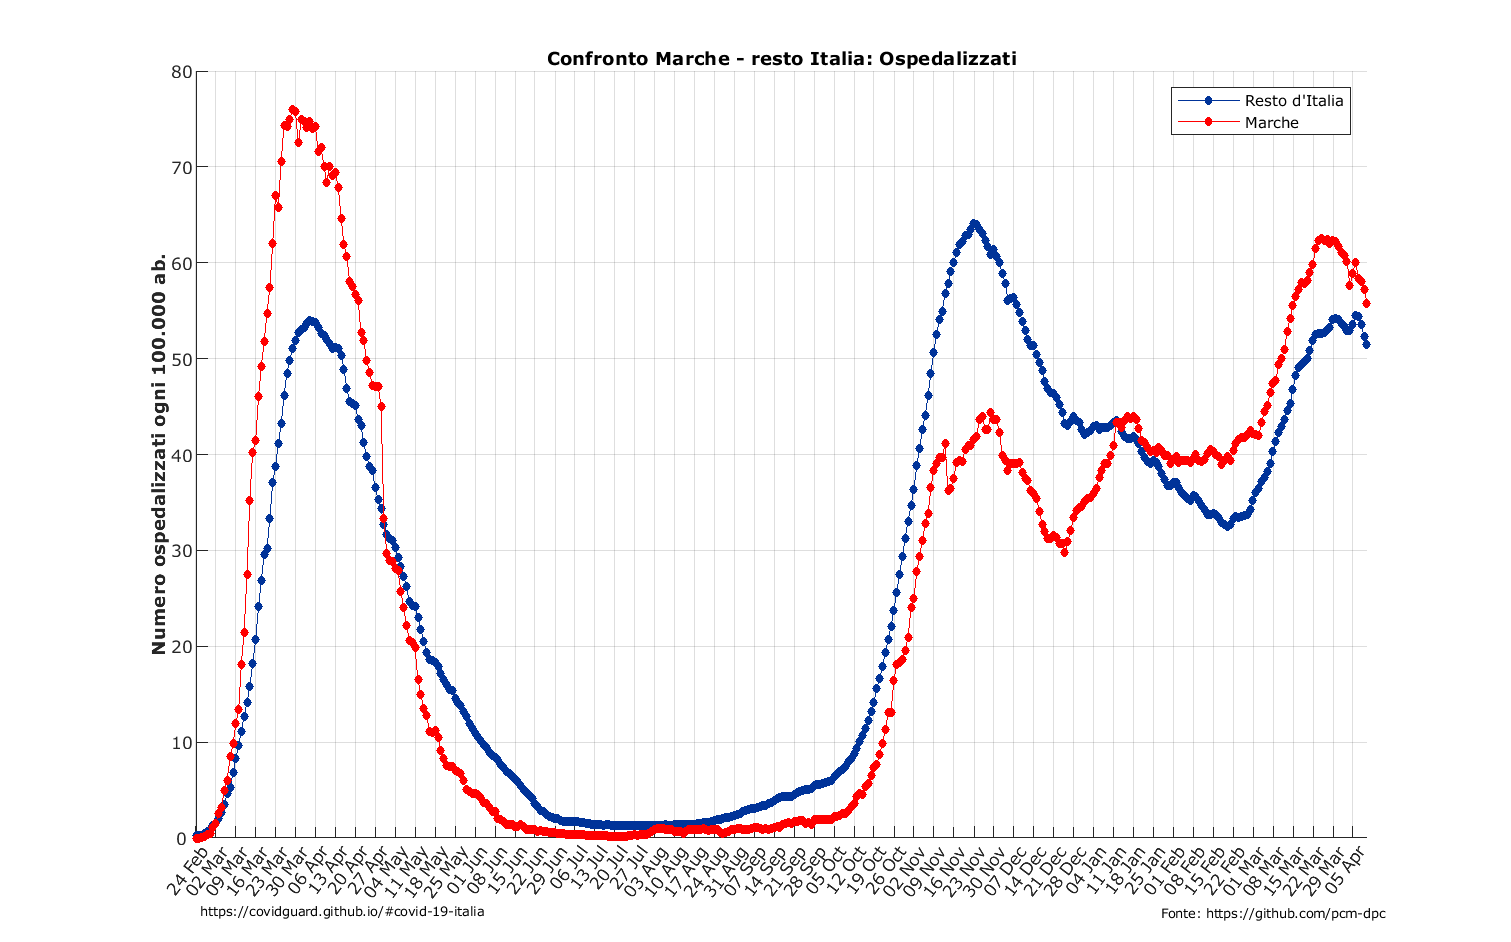 Confronto Marche - resto Italia: Ospedalizzati
Resto d'Italia
Marche
Numero ospedalizzati ogni 100.000 ab.
80
70
60
50
40
30
20
10
0
24 Feb
02 Mar
09 Mar
16 Mar
23 Mar
30 Mar
06 Apr
13 Apr
20 Apr
27 Apr
04 May
11 May
18 May
25 May
01 Jun
08 Jun
15 Jun
22 Jun
29 Jun
06 Jul
13 Jul
20 Jul
27 Jul
03 Aug
10 Aug
17 Aug
24 Aug
31 Aug
07 Sep
14 Sep
21 Sep
28 Sep
05 Oct
12 Oct
19 Oct
26 Oct
02 Nov
09 Nov
16 Nov
23 Nov
30 Nov
07 Dec
14 Dec
21 Dec
28 Dec
04 Jan
11 Jan
18 Jan
25 Jan
01 Feb
08 Feb
15 Feb
22 Feb
01 Mar
08 Mar
15 Mar
22 Mar
29 Mar
05 Apr
https://covidguard.github.io/#covid-19-italia
Fonte: https://github.com/pcm-dpc